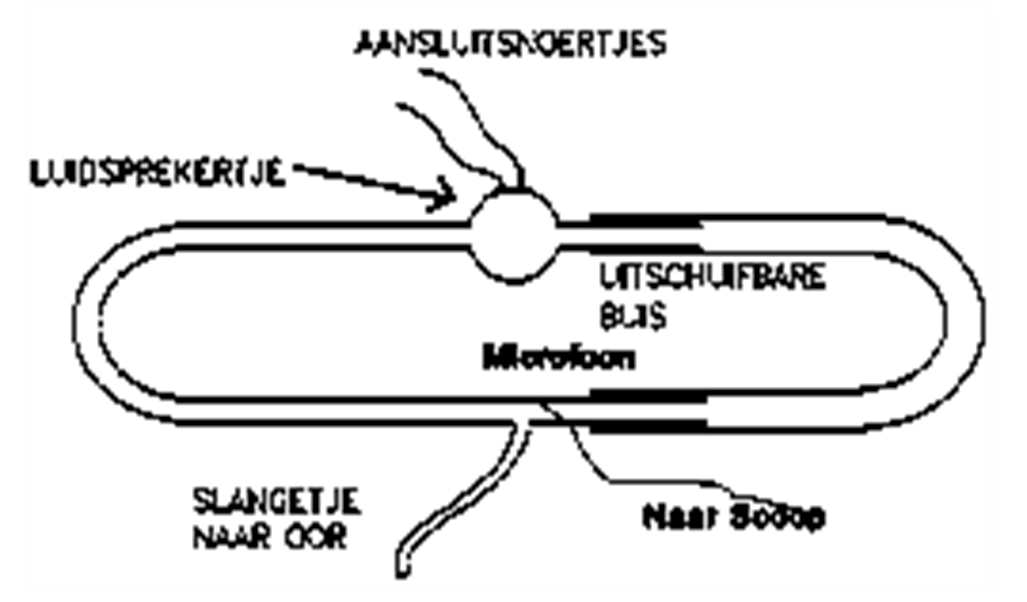 AANSLUITSNOERTJES
LUIDSPREKERTJE
UITSCHUIFBARE
BUIS
Microfoon
SLANGETJE
NAAR OOR
Naar Scoop